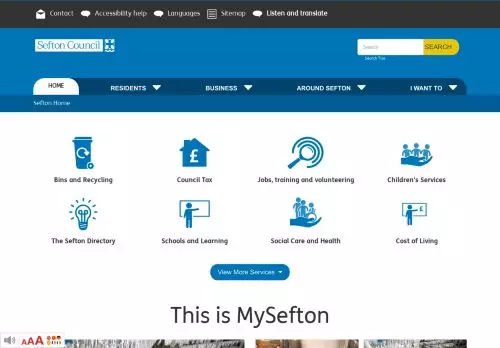 Contact Accessibility help Languages Sitemap Listen and translate
Sefton Council
Search SEARCH
Search Tips
HOME RESIDENTS BUSINESS AROUND SEFTON I WANT TO
Sefton Home
£
Bins and Recycling Council Tax Jobs, training and volunteering Children's Services
£
The Sefton Directory Schools and Learning Social Care and Health Cost of Living
View More Services
This is MySefton
AAA